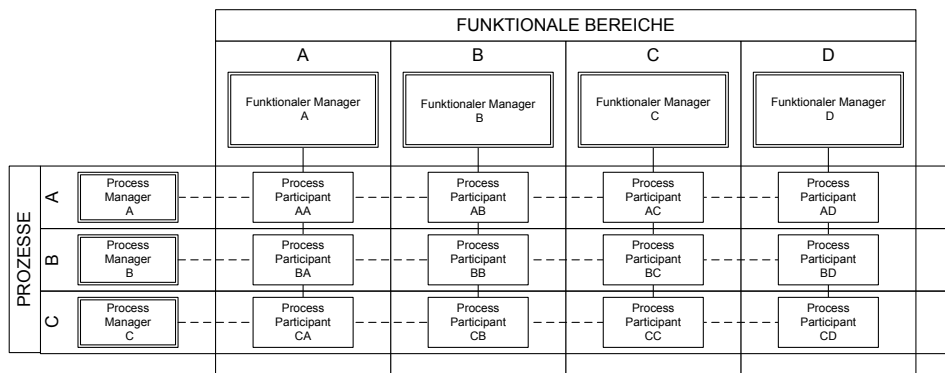 FUNKTIONALE BEREICHE
A
B
C
D
Funktionaler Manager
A
Funktionaler Manager
B
Funktionaler Manager
C
Funktionaler Manager
D
PROZESSE
A
Process
Manager
A
Process
Participant
AA
Process
Participant
AB
Process
Participant
AC
Process
Participant
AD
B
Process
Manager
B
Process
Participant
BA
Process
Participant
BB
Process
Participant
BC
Process
Participant
BD
C
Process
Manager
C
Process
Participant
CA
Process
Participant
CB
Process
Participant
CC
Process
Participant
CD